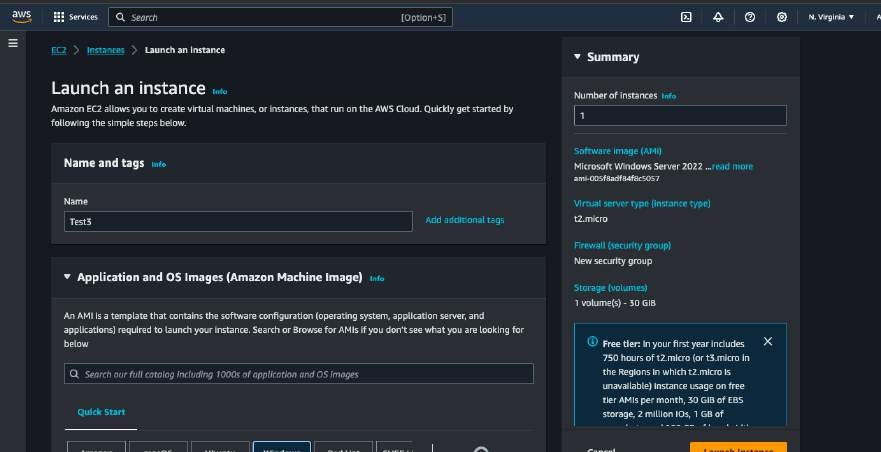 aws
Services
Search
[Option+S]
N. Virginia
EC2
Instances
Launch an instance
Launch an instance Info
Amazon EC2 allows you to create virtual machines, or instances, that run on the AWS Cloud. Quickly get started by
following the simple steps below.
Name and tags Info
Name
Test3
Add additional tags
Application and OS Images (Amazon Machine Image) Info
An AMI is a template that contains the software configuration (operating system, application server, and
applications) required to launch your instance. Search or Browse for AMIs if you don't see what you are looking for
below
Search our full catalog including 1000s of application and OS images
Quick Start
Summary
Number of instances Info
1
Software Image (AMI)
Microsoft Windows Server 2022 ...read more
ami-005f8adf84f8c5057
Virtual server type (instance type)
t2.micro
Firewall (security group)
New security group
Storage (volumes)
1 volume(s) - 30 GiB
Free tier: In your first year includes
750 hours of t2.micro (or t3.micro in
the Regions in which t2.micro is
unavailable) instance usage on free
tier AMIs per month, 30 GiB of EBS
storage, 2 million IOs, 1 GB of
Cancel
Launch instance